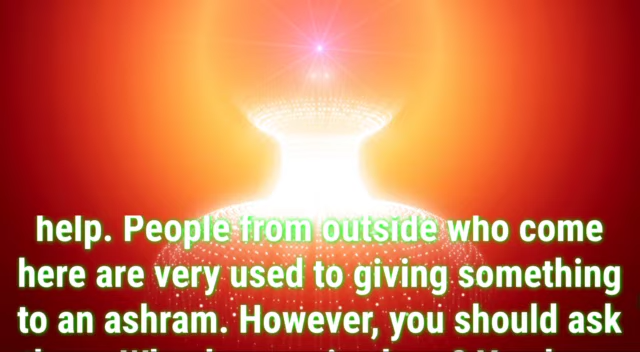 help. People from outside who come
here are very used to giving something
to an ashram. However, you should ask